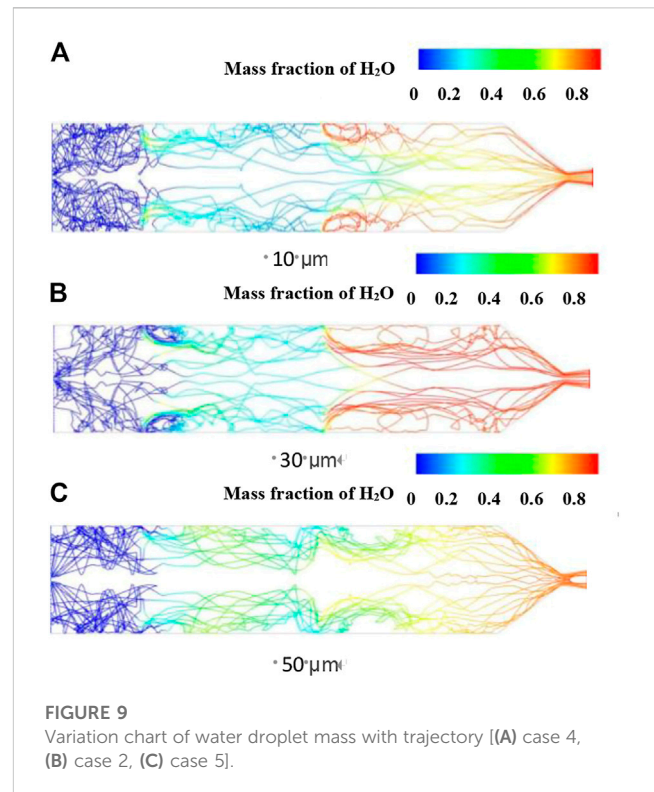 A
Mass fraction of H₂O
0 0.2 0.4 0.6 0.8
10 μm
B
Mass fraction of H₂O 0 0.2 0.4 0.6 0.8
30 μm
C
Mass fraction of H₂O 0 0.2 0.4 0.6 0.8
50 μm
FIGURE 9
Variation chart of water droplet mass with trajectory [(A) case 4,
(B) case 2, (C) case 5].